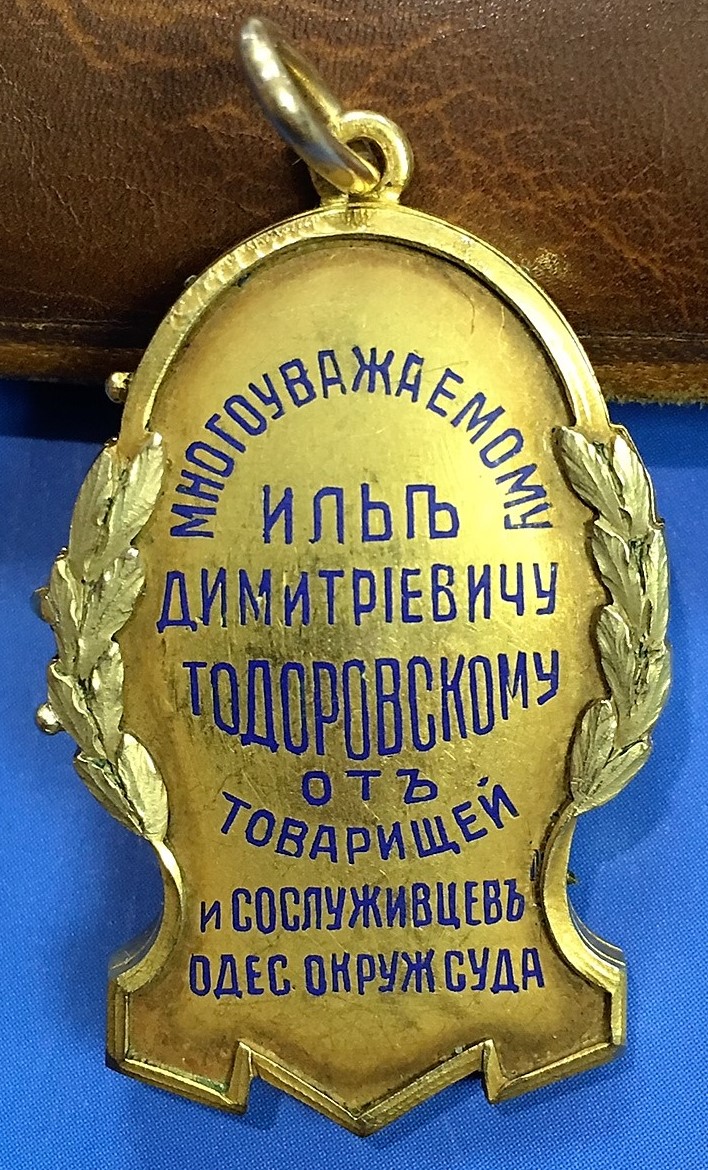 МНОГОУВАЖАЕМОМУ
ИЛЬѢ
ДИМИТРІЕВИЧУ
ТОДОРОВСКОМУ
ОТЪ
ТОВАРИЩЕЙ
И СОСЛУЖИВЦЕВЪ
ОДЕС. ОКРУЖ СУДА